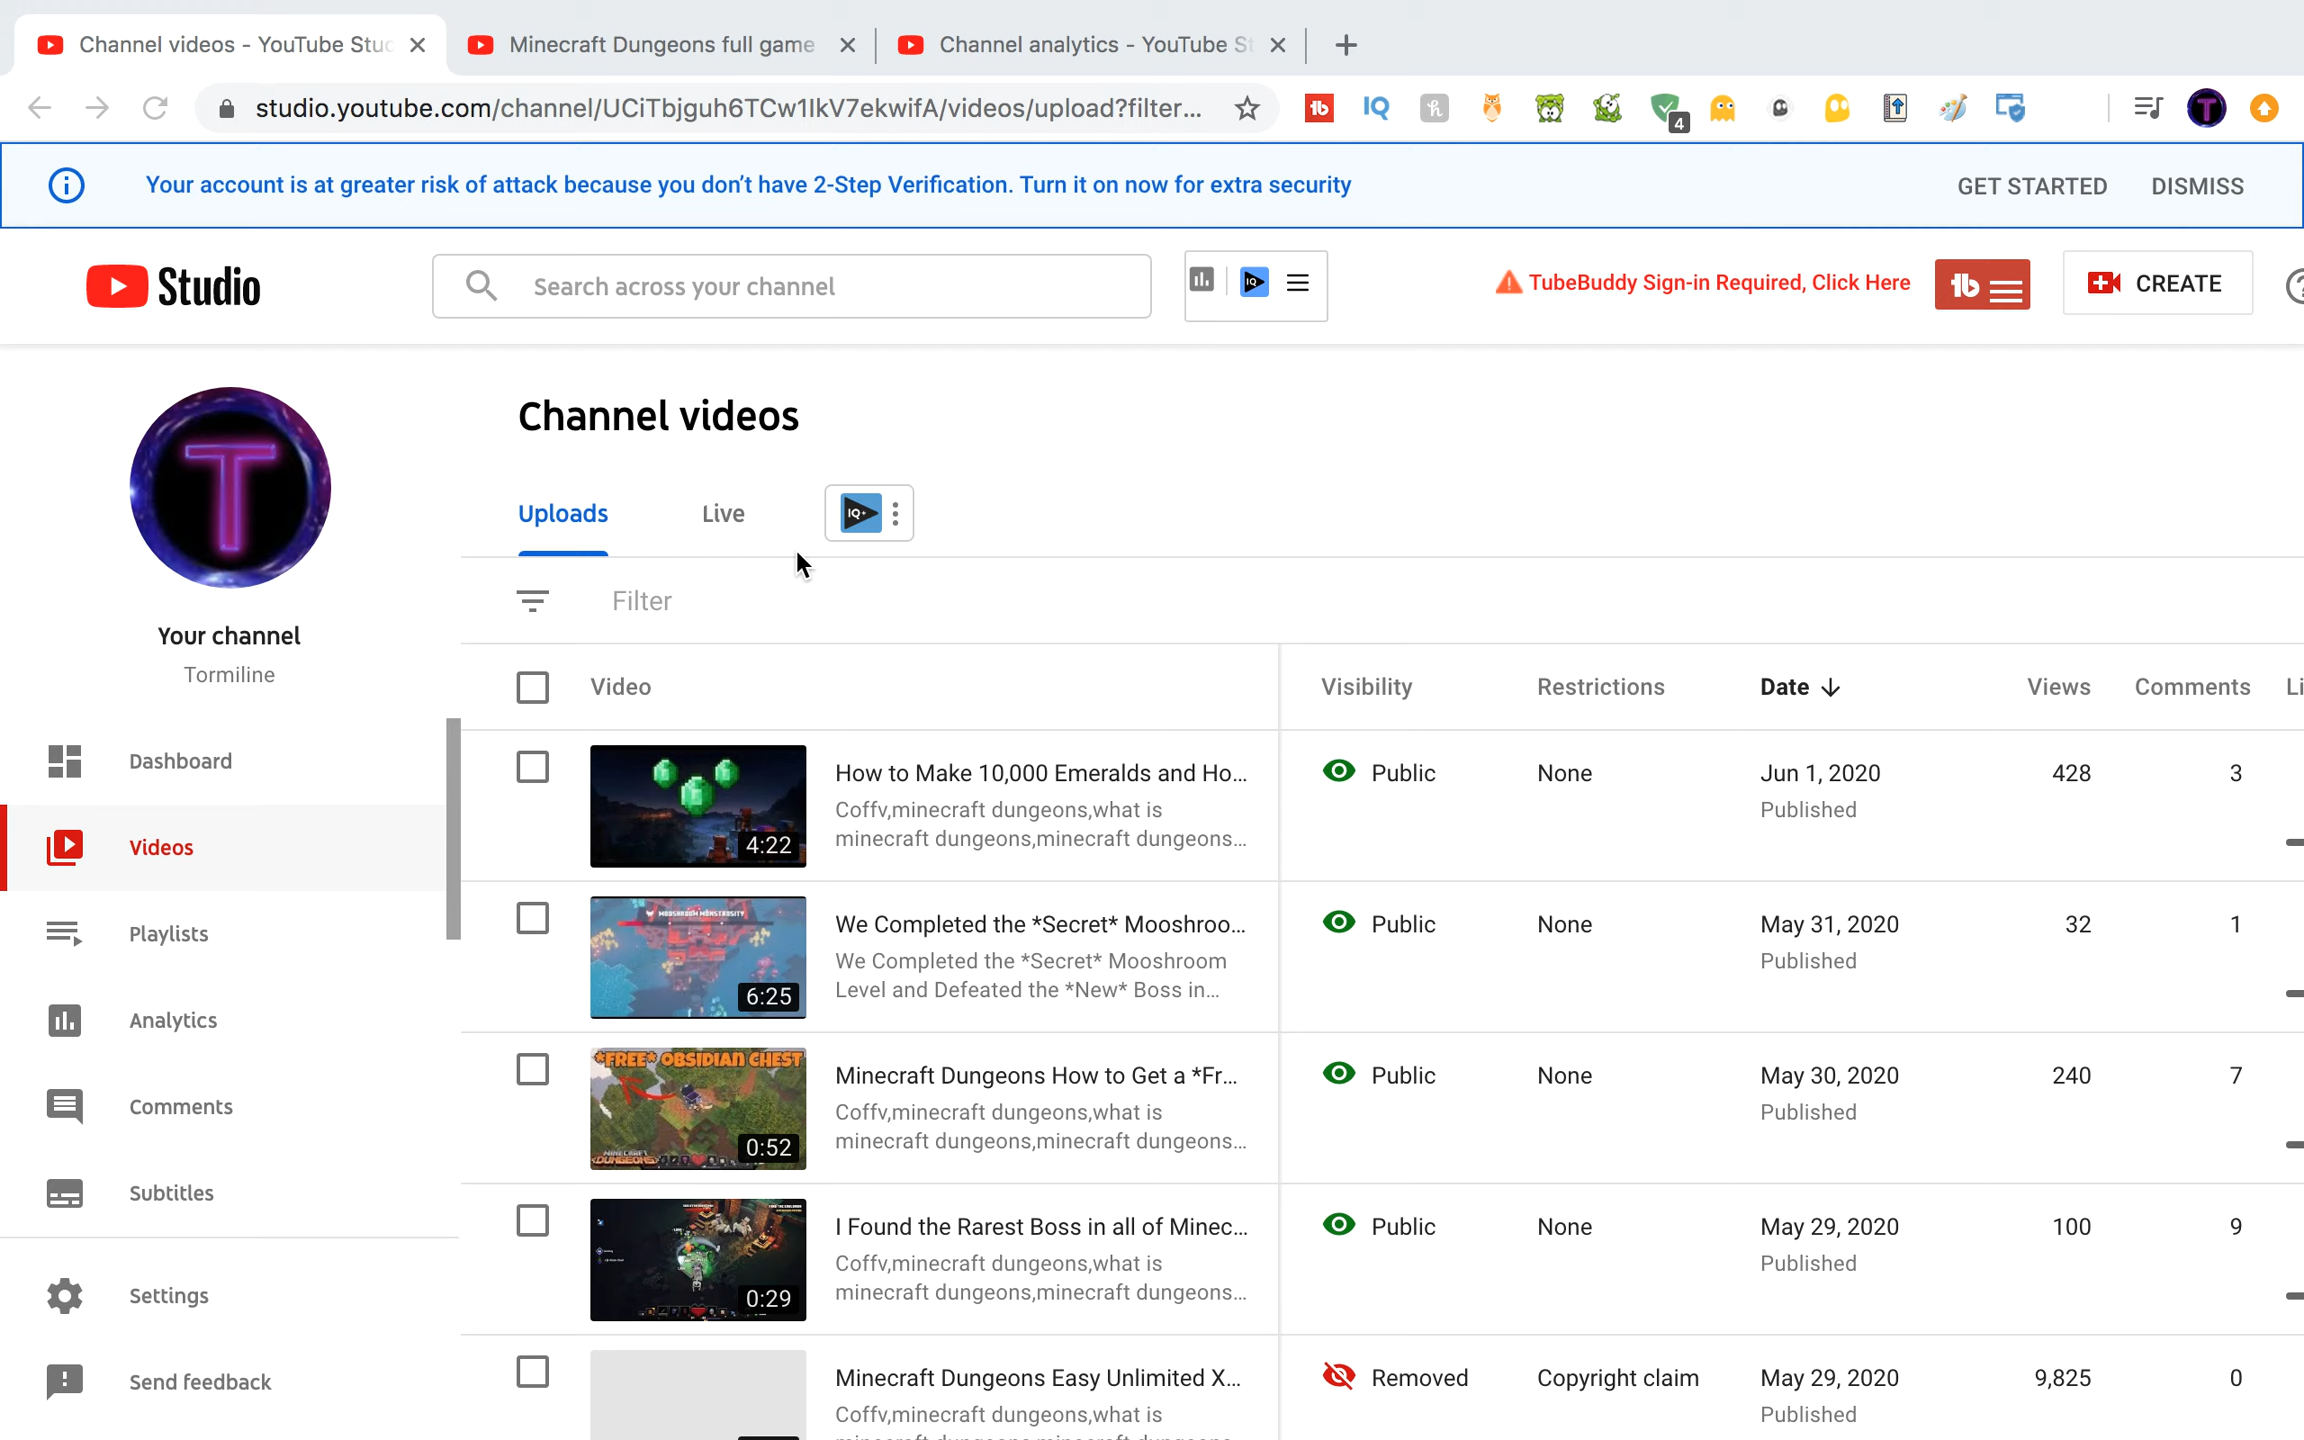 Channel videos - YouTube Stud
Minecraft Dungeons full game
Channel analytics - YouTube St
studio.youtube.com/channel/UCiTbjguh6TCw1lkV7ekwifA/videos/upload?filter...
4
Your account is at greater risk of attack because you don't have 2-Step Verification. Turn it on now for extra security
GET STARTED
DISMISS
Studio
Search across your channel
IQ
TubeBuddy Sign-in Required, Click Here
CREATE
Channel videos
Uploads
Live
IQ+
Filter
T
Your channel
Tormiline
Dashboard
Videos
Playlists
Analytics
Comments
Subtitles
Settings
Send feedback
Video
Visibility
Restrictions
Date
Views
Comments
Li
4:22
How to Make 10,000 Emeralds and Ho...
Coffv,minecraft dungeons,what is
minecraft dungeons,minecraft dungeons...
Public
None
Jun 1, 2020
Published
428
3
MOOSHROOM MONSTROSITY
6:25
We Completed the *Secret* Mooshroo...
We Completed the *Secret* Mooshroom
Level and Defeated the *New* Boss in...
Public
None
May 31, 2020
Published
32
1
*FREE* OBSIDIAN CHEST
MINECRAFT
DUNGEONS
0:52
Minecraft Dungeons How to Get a *Fr...
Coffv,minecraft dungeons,what is
minecraft dungeons,minecraft dungeons...
Public
None
May 30, 2020
Published
240
7
0:29
I Found the Rarest Boss in all of Minec...
Coffv,minecraft dungeons,what is
minecraft dungeons,minecraft dungeons...
Public
None
May 29, 2020
Published
100
9
Minecraft Dungeons Easy Unlimited X...
Coffv,minecraft dungeons,what is
Removed
Copyright claim
May 29, 2020
Published
9,825
0